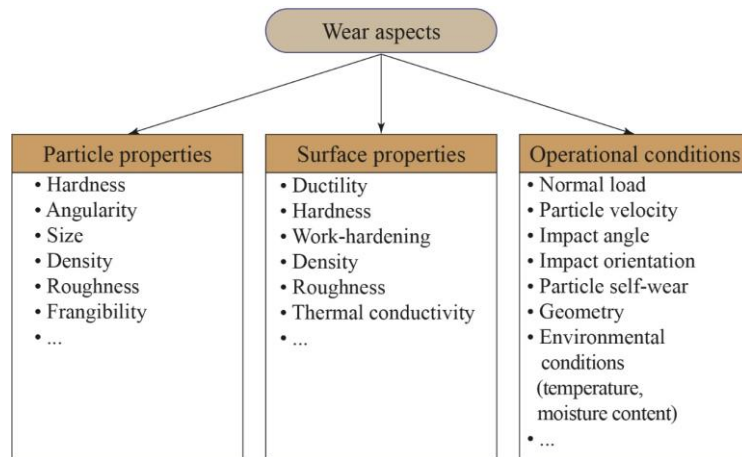 Wear aspects
Particle properties
• Hardness
• Angularity
• Size
• Density
• Roughness
• Frangibility
• ...
Surface properties
• Ductility
• Hardness
• Work-hardening
• Density
• Roughness
• Thermal conductivity
• ...
Operational conditions
• Normal load
• Particle velocity
• Impact angle
• Impact orientation
• Particle self-wear
• Geometry
• Environmental
conditions
(temperature,
moisture content)
• ...